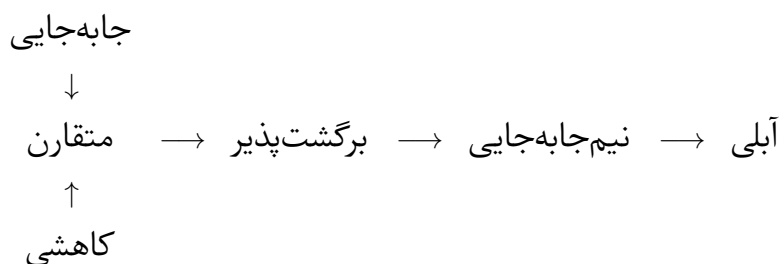 جابه‌جایی
↓
متقارن ⟶ برگشت‌پذیر ⟶ نیم‌جابه‌جایی ⟶ آبلی
↑
کاهشی